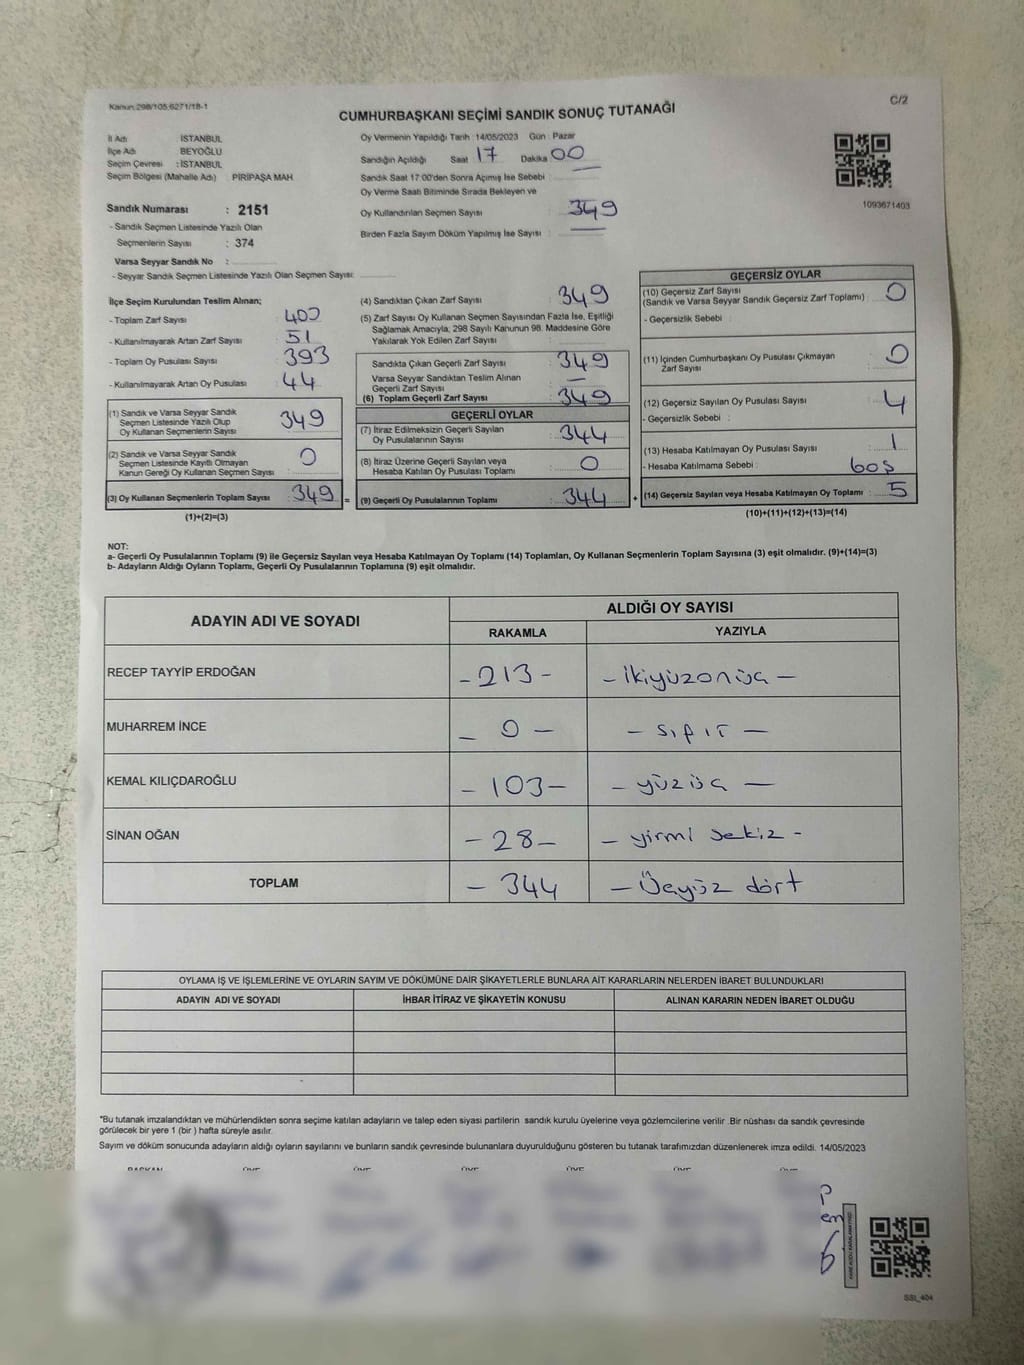 Kanun:298/105,6271/18-1
C/2
CUMHURBAŞKANI SEÇİMİ SANDIK SONUÇ TUTANAĞI
İl Adı : İSTANBUL
İlçe Adı : BEYOĞLU
Seçim Çevresi : İSTANBUL
Seçim Bölgesi (Mahalle Adı) : PİRİPAŞA MAH
Sandık Numarası : 2151
- Sandık Seçmen Listesinde Yazılı Olan
Seçmenlerin Sayısı : 374
Varsa Seyyar Sandık No :
- Seyyar Sandık Seçmen Listesinde Yazılı Olan Seçmen Sayısı:
Oy Vermenin Yapıldığı Tarih : 14/05/2023 Gün : Pazar
Sandığın Açıldığı Saat 17 Dakika 00
Sandık Saat 17:00'den Sonra Açımış İse Sebebi :
Oy Verme Saati Bitiminde Sırada Bekleyen ve
Oy Kullandırılan Seçmen Sayısı : 349
Birden Fazla Sayım Döküm Yapılmış İse Sayısı :
1093671403
İlçe Seçim Kurulundan Teslim Alınan;
- Toplam Zarf Sayısı : 400
- Kullanılmayarak Artan Zarf Sayısı : 51
- Toplam Oy Pusulası Sayısı : 393
- Kullanılmayarak Artan Oy Pusulası : 44
(1) Sandık ve Varsa Seyyar Sandık
Seçmen Listesinde Yazılı Olup
Oy Kullanan Seçmenlerin Sayısı : 349
(2) Sandık ve Varsa Seyyar Sandık
Seçmen Listesinde Kayıtlı Olmayan
Kanun Gereği Oy Kullanan Seçmen Sayısı : 0
(3) Oy Kullanan Seçmenlerin Toplam Sayısı : 349 =
(1)+(2)=(3)
(4) Sandıktan Çıkan Zarf Sayısı : 349
(5) Zarf Sayısı Oy Kullanan Seçmen Sayısından Fazla İse, Eşitliği
Sağlamak Amacıyla, 298 Sayılı Kanunun 98. Maddesine Göre
Yakılarak Yok Edilen Zarf Sayısı :
Sandıkta Çıkan Geçerli Zarf Sayısı : 349
Varsa Seyyar Sandıktan Teslim Alınan
Geçerli Zarf Sayısı : —
(6) Toplam Geçerli Zarf Sayısı : 349
GEÇERLİ OYLAR
(7) İtiraz Edilmeksizin Geçerli Sayılan
Oy Pusulalarının Sayısı : 344
(8) İtiraz Üzerine Geçerli Sayılan veya
Hesaba Katılan Oy Pusulası Toplamı : 0
(9) Geçerli Oy Pusulalarının Toplamı : 344 +
GEÇERSİZ OYLAR
(10) Geçersiz Zarf Sayısı
(Sandık ve Varsa Seyyar Sandık Geçersiz Zarf Toplamı) : 0
- Geçersizlik Sebebi :
(11) İçinden Cumhurbaşkanı Oy Pusulası Çıkmayan
Zarf Sayısı : 0
(12) Geçersiz Sayılan Oy Pusulası Sayısı : 4
- Geçersizlik Sebebi :
(13) Hesaba Katılmayan Oy Pusulası Sayısı : 1
- Hesaba Katılmama Sebebi : boş
(14) Geçersiz Sayılan veya Hesaba Katılmayan Oy Toplamı : 5
(10)+(11)+(12)+(13)=(14)
NOT:
a- Geçerli Oy Pusulalarının Toplamı (9) ile Geçersiz Sayılan veya Hesaba Katılmayan Oy Toplamı (14) Toplamları, Oy Kullanan Seçmenlerin Toplam Sayısına (3) eşit olmalıdır. (9)+(14)=(3)
b- Adayların Aldığı Oyların Toplamı, Geçerli Oy Pusulalarının Toplamına (9) eşit olmalıdır.
ADAYIN ADI VE SOYADI ALDIĞI OY SAYISI
RAKAMLA YAZIYLA
RECEP TAYYİP ERDOĞAN - 213 - - ikiyüzonüç -
MUHARREM İNCE - 0 - - sıfır -
KEMAL KILIÇDAROĞLU - 103 - - yüzüç -
SİNAN OĞAN - 28 - - yirmi sekiz -
TOPLAM - 344 - Üçyüz dört
OYLAMA İŞ VE İŞLEMLERİNE VE OYLARIN SAYIM VE DÖKÜMÜNE DAİR ŞİKAYETLERLE BUNLARA AİT KARARLARIN NELERDEN İBARET BULUNDUKLARI
ADAYIN ADI VE SOYADI İHBAR İTİRAZ VE ŞİKAYETİN KONUSU ALINAN KARARIN NEDEN İBARET OLDUĞU
*Bu tutanak imzalandıktan ve mühürlendikten sonra seçime katılan adayların ve talep eden siyasi partilerin sandık kurulu üyelerine veya gözlemcilerine verilir. Bir nüshası da sandık çevresinde
görülecek bir yere 1 (bir ) hafta süreyle asılır.
Sayım ve döküm sonucunda adayların aldığı oyların sayılarını ve bunların sandık çevresinde bulunanlara duyurulduğunu gösteren bu tutanak tarafımızdan düzenlenerek imza edildi. 14/05/2023
BAŞKAN ÜYE ÜYE ÜYE ÜYE ÜYE ÜYE
SSI_404